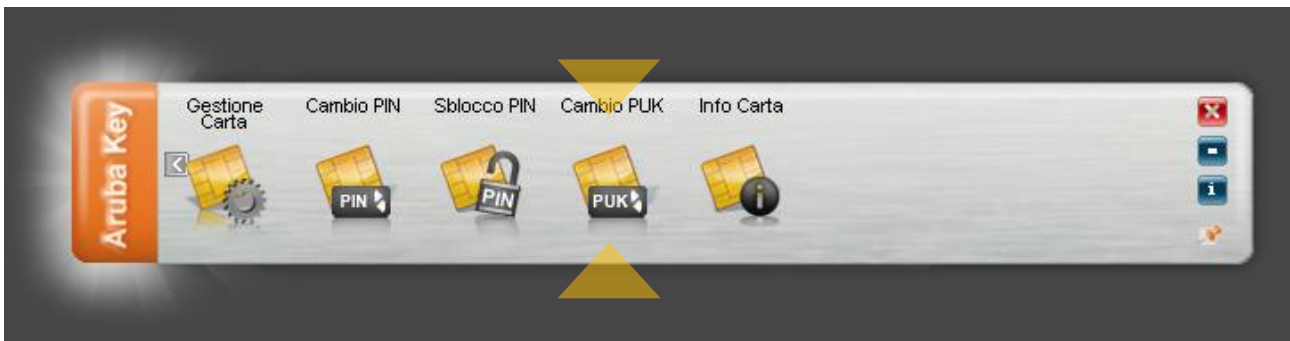 Aruba Key
Gestione
Carta
Cambio PIN
Sblocco PIN
Cambio PUK
Info Carta
PIN
PIN
PUK
i
i